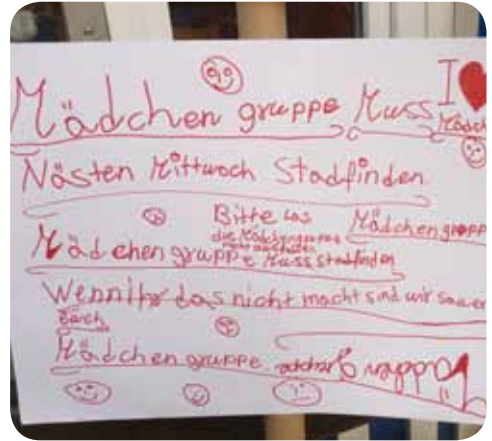 Mädchen gruppe Muss
I ❤
Mädch
Nästen Mittwoch Stadfinden
Bitte las
die Mädchengruppe
Mädchengrupp
Mädchen gruppe Muss stadfinden
Wenn ihr das nicht macht sind wir sauer
Euch
Mädchen gruppe